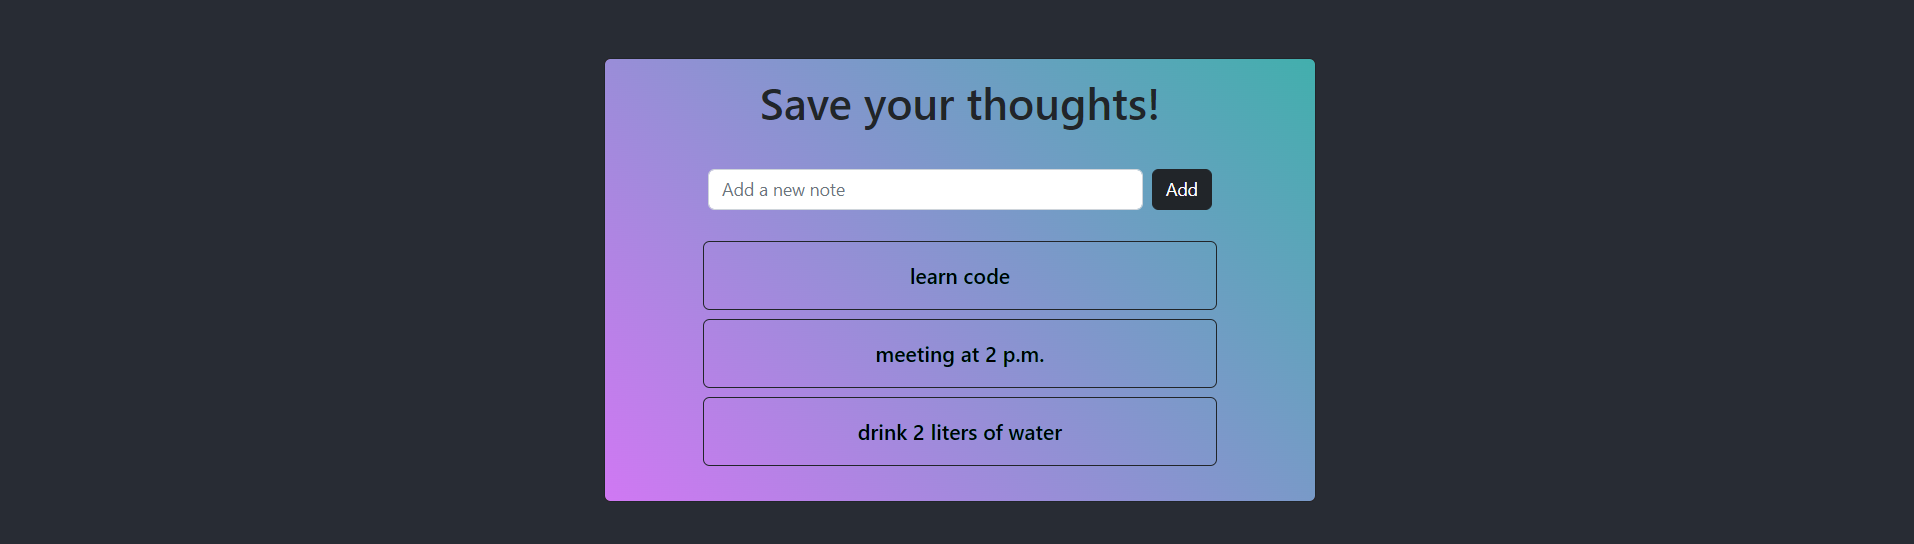 Save your thoughts!
Add a new note
Add
learn code
meeting at 2 p.m.
drink 2 liters of water